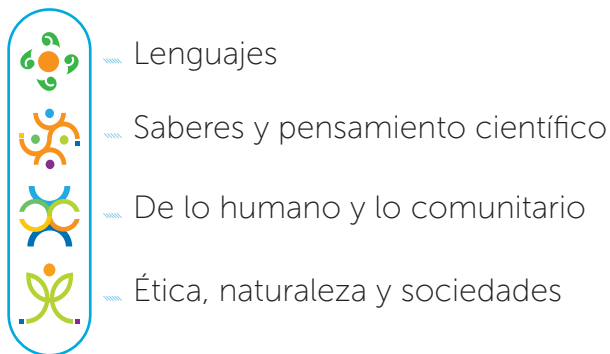 Lenguajes
Saberes y pensamiento científico
De lo humano y lo comunitario
Ética, naturaleza y sociedades